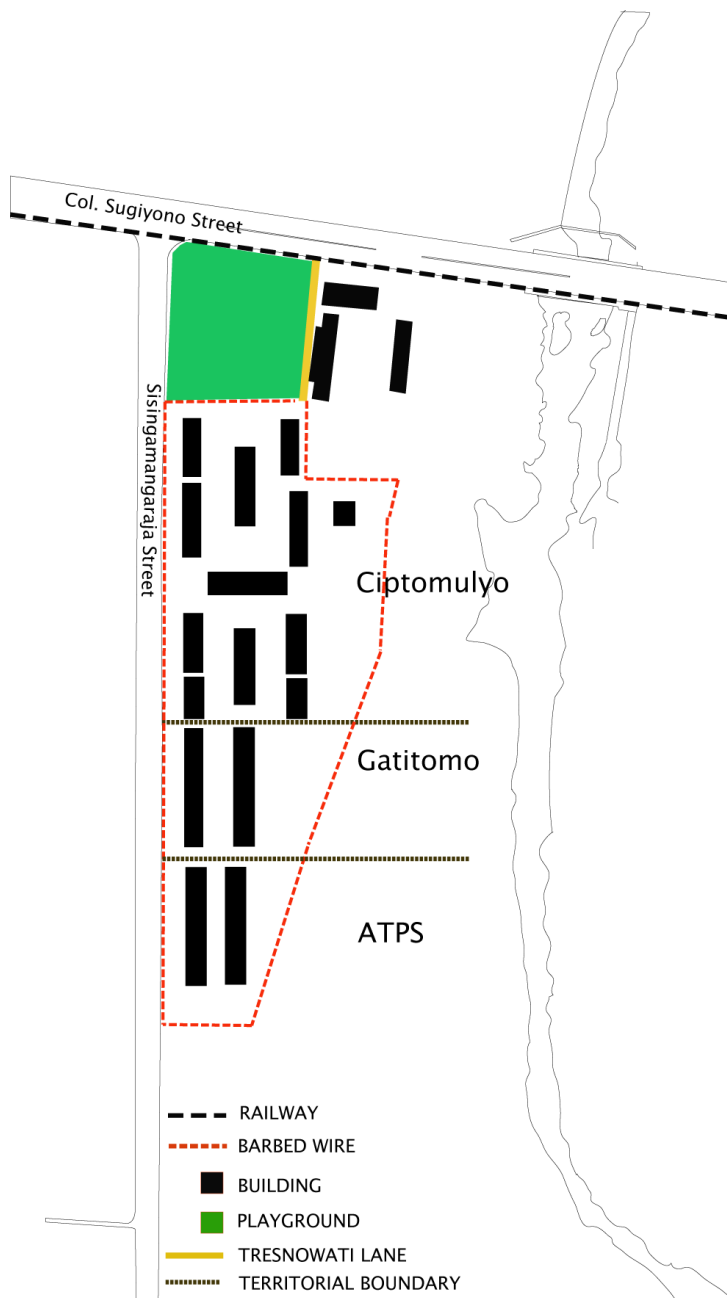 Col. Sugiyono Street
Sisingamangaraja Street
Ciptomulyo
Gatitomo
ATPS
RAILWAY
BARBED WIRE
BUILDING
PLAYGROUND
TRESNOWATI LANE
TERRITORIAL BOUNDARY